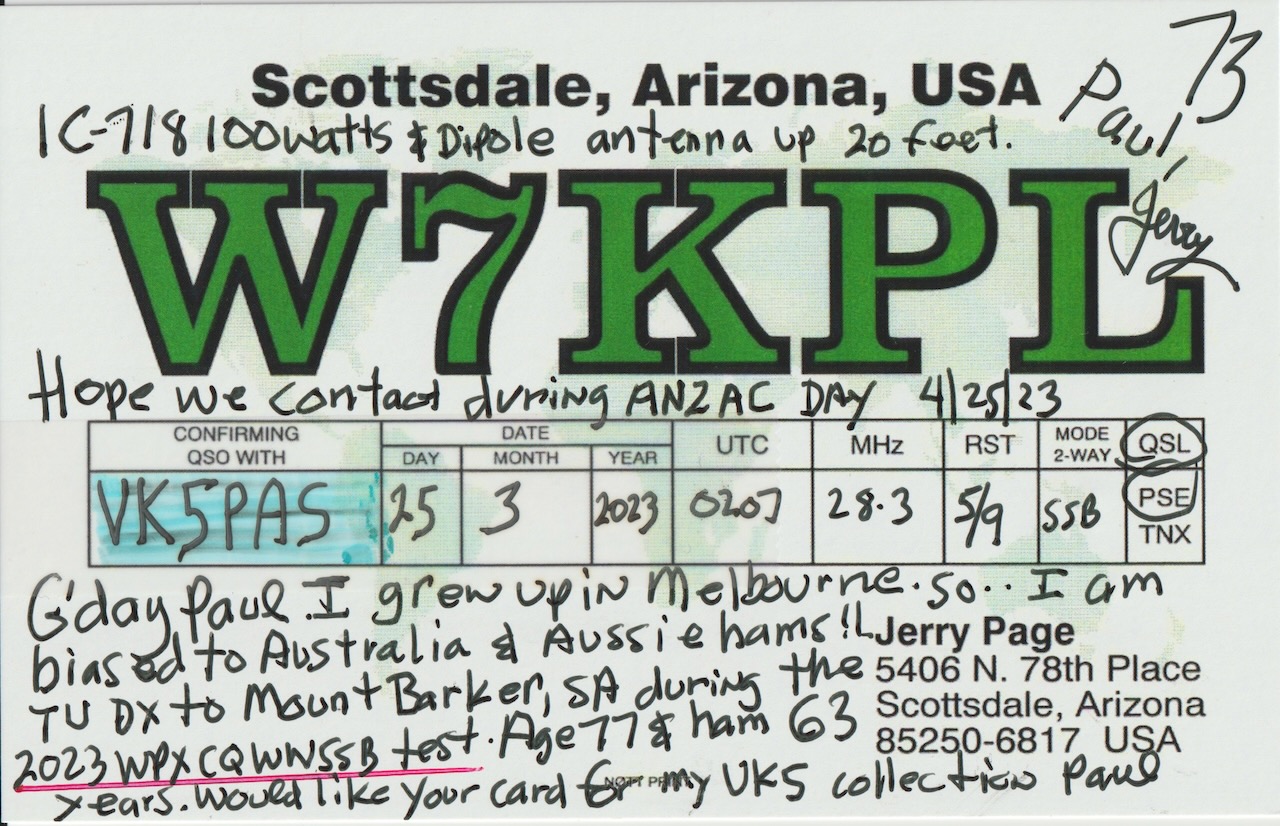 Scottsdale, Arizona, USA
73
Paul,
Jerry
IC-718 100watts & Dipole antenna up 20 feet.
W7KPL
Hope we contact during ANZAC DAY 4/25/23
CONFIRMING QSO WITH DATE DAY MONTH YEAR UTC MHz RST MODE 2-WAY QSL
VK5PAS 25 3 2023 0207 28.3 5/9 SSB PSE
TNX
G'day Paul. I grew up in Melbourne. so.. I am
biased to Australia & Aussie hams!!
TU DX to Mount Barker, SA during the
2023 WPX CQWWSSB test. Age 77 & ham 63
years. Would like your card for my VK5 collection Paul
Jerry Page
5406 N. 78th Place
Scottsdale, Arizona
85250-6817 USA